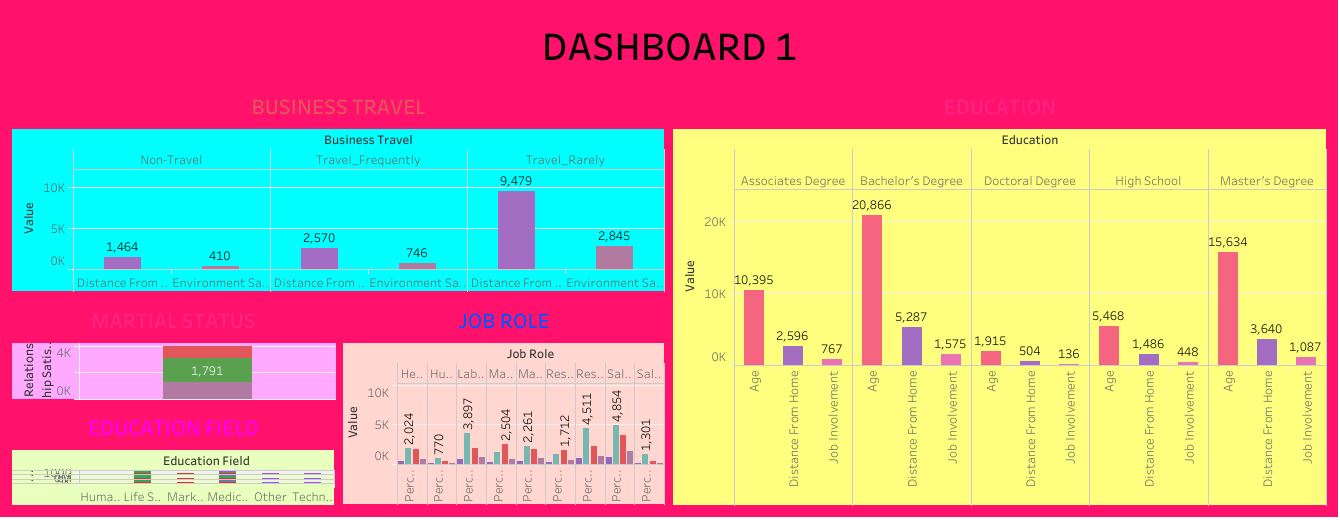 DASHBOARD 1
BUSINESS TRAVEL
Business Travel
Non-Travel Travel_Frequently Travel_Rarely
Value
10K
5K
0K
1,464 410 2,570 746 9,479 2,845
Distance From .. Environment Sa.. Distance From .. Environment Sa.. Distance From .. Environment Sa..
EDUCATION
Education
Associates Degree Bachelor's Degree Doctoral Degree High School Master's Degree
Value
20K
10K
0K
10,395 2,596 767 20,866 5,287 1,575 1,915 504 136 5,468 1,486 448 15,634 3,640 1,087
Age Distance From Home Job Involvement Age Distance From Home Job Involvement Age Distance From Home Job Involvement Age Distance From Home Job Involvement Age Distance From Home Job Involvement
MARTIAL STATUS
Relations
hip Satis..
4K
0K
1,791
JOB ROLE
Job Role
He.. Hu.. Lab.. Ma.. Ma.. Res.. Res.. Sal.. Sal..
Value
10K
5K
0K
2,024 770 3,897 2,504 2,261 1,712 4,511 4,854 1,301
Perc.. Perc.. Perc.. Perc.. Perc.. Perc.. Perc.. Perc.. Perc..
EDUCATION FIELD
Education Field
1000
Huma.. Life S.. Mark.. Medic.. Other Techn..